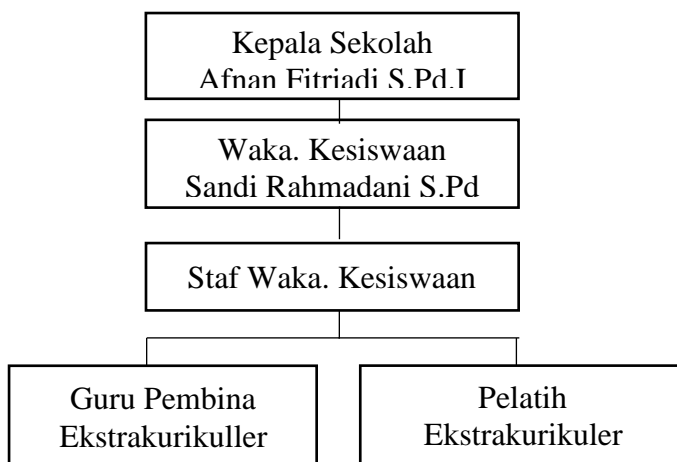 Kepala Sekolah
Afnan Fitriadi S.Pd.I
Waka. Kesiswaan
Sandi Rahmadani S.Pd
Staf Waka. Kesiswaan
Guru Pembina
Ekstrakurikuller
Pelatih
Ekstrakurikuler